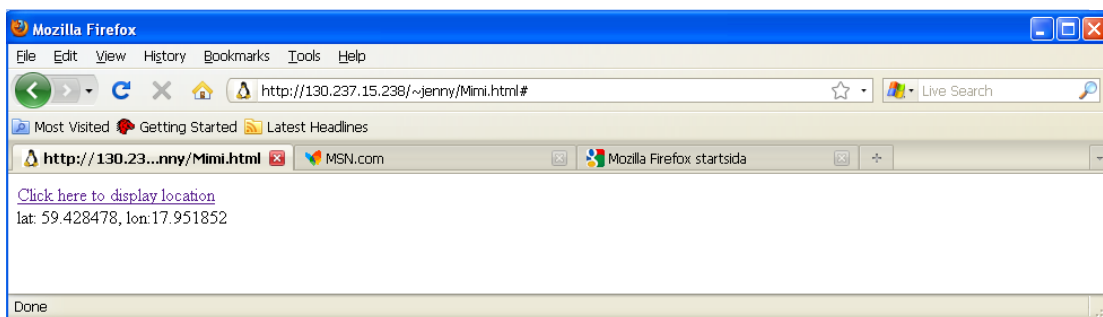 Mozilla Firefox
File Edit View History Bookmarks Tools Help
http://130.237.15.238/~jenny/Mimi.html# Live Search
Most Visited Getting Started Latest Headlines
http://130.23...nny/Mimi.html MSN.com Mozilla Firefox startsida
Click here to display location
lat: 59.428478, lon:17.951852
Done